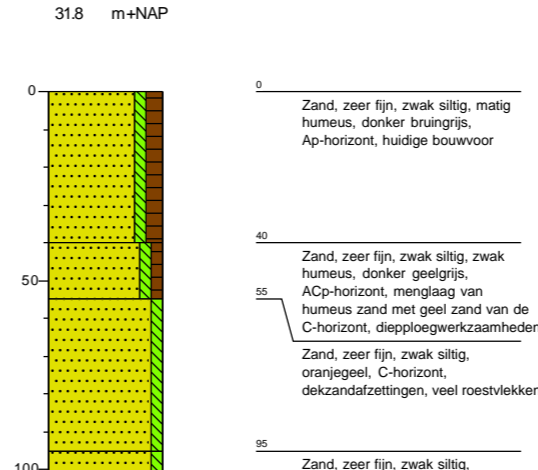 31.8 m+NAP
0
0
Zand, zeer fijn, zwak siltig, matig
humeus, donker bruingrijs,
Ap-horizont, huidige bouwvoor
40
Zand, zeer fijn, zwak siltig, zwak
humeus, donker geelgrijs,
ACp-horizont, menglaag van
humeus zand met geel zand van de
C-horizont, diepploegwerkzaamheden
50
55
Zand, zeer fijn, zwak siltig,
oranjegeel, C-horizont,
dekzandafzettingen, veel roestvlekken
95
Zand, zeer fijn, zwak siltig,
100